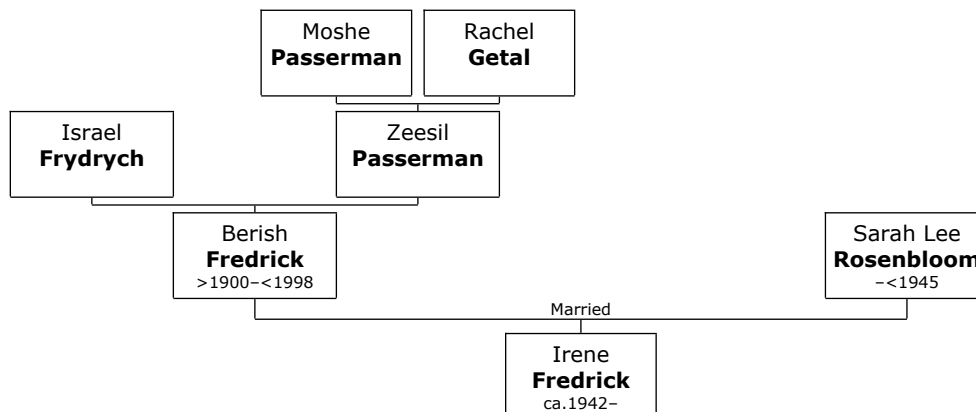 Moshe
Passerman
Rachel
Getal
Israel
Frydrych
Zeesil
Passerman
Berish
Fredrick
>1900–<1998
Sarah Lee
Rosenbloom
–<1945
Married
Irene
Fredrick
ca.1942–